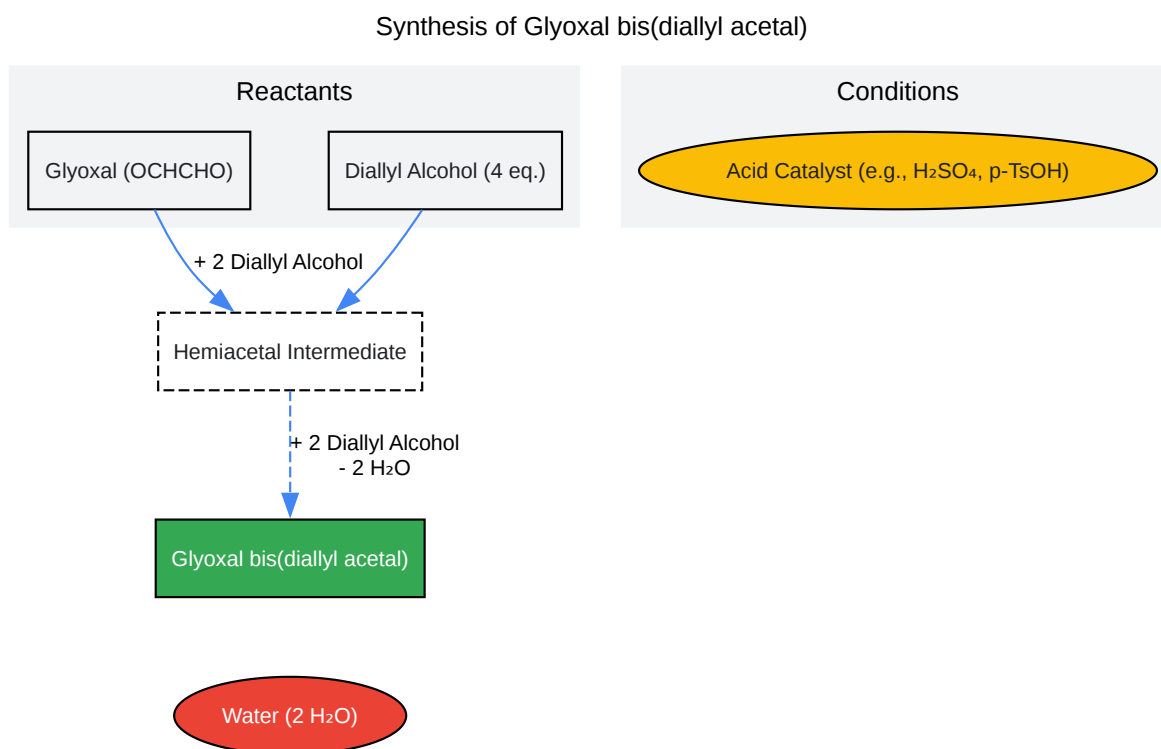 Synthesis of Glyoxal bis(diallyl acetal)
Reactants
Conditions
Glyoxal (OCHCHO)
Diallyl Alcohol (4 eq.)
Acid Catalyst (e.g., H₂SO₄, p-TsOH)
+ 2 Diallyl Alcohol
Hemiacetal Intermediate
+ 2 Diallyl Alcohol
- 2 H₂O
Glyoxal bis(diallyl acetal)
Water (2 H₂O)